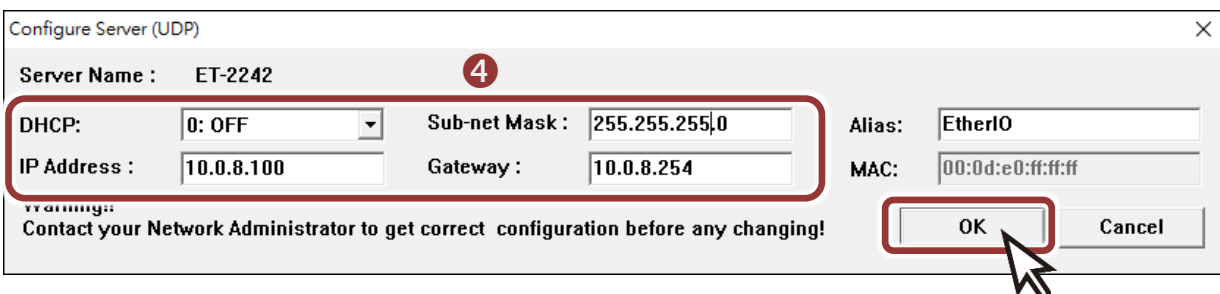 Configure Server (UDP)
Server Name : ET-2242
4
DHCP: 0: OFF Sub-net Mask : 255.255.255.0 Alias: EtherIO
IP Address : 10.0.8.100 Gateway : 10.0.8.254 MAC: 00:0d:e0:ff:ff:ff
Warning!!
Contact your Network Administrator to get correct configuration before any changing!
OK Cancel